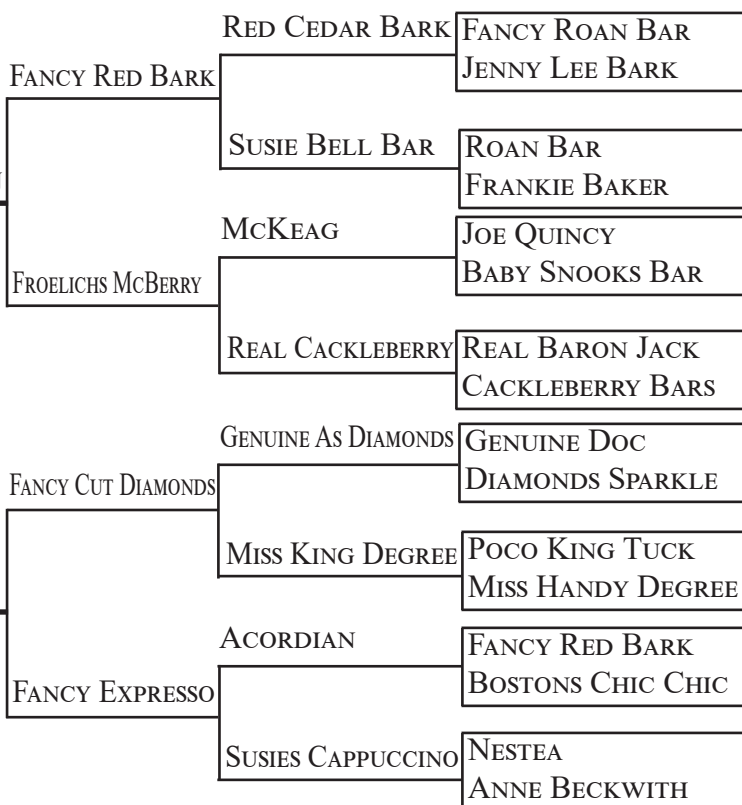 Red Cedar Bark
Fancy Roan Bar
Jenny Lee Bark
Fancy Red Bark
Susie Bell Bar
Roan Bar
Frankie Baker
McKeag
Joe Quincy
Baby Snooks Bar
Froelichs McBerry
Real Cackleberry
Real Baron Jack
Cackleberry Bars
Genuine As Diamonds
Genuine Doc
Diamonds Sparkle
Fancy Cut Diamonds
Miss King Degree
Poco King Tuck
Miss Handy Degree
Acordian
Fancy Red Bark
Bostons Chic Chic
Fancy Expresso
Susies Cappuccino
Nestea
Anne Beckwith